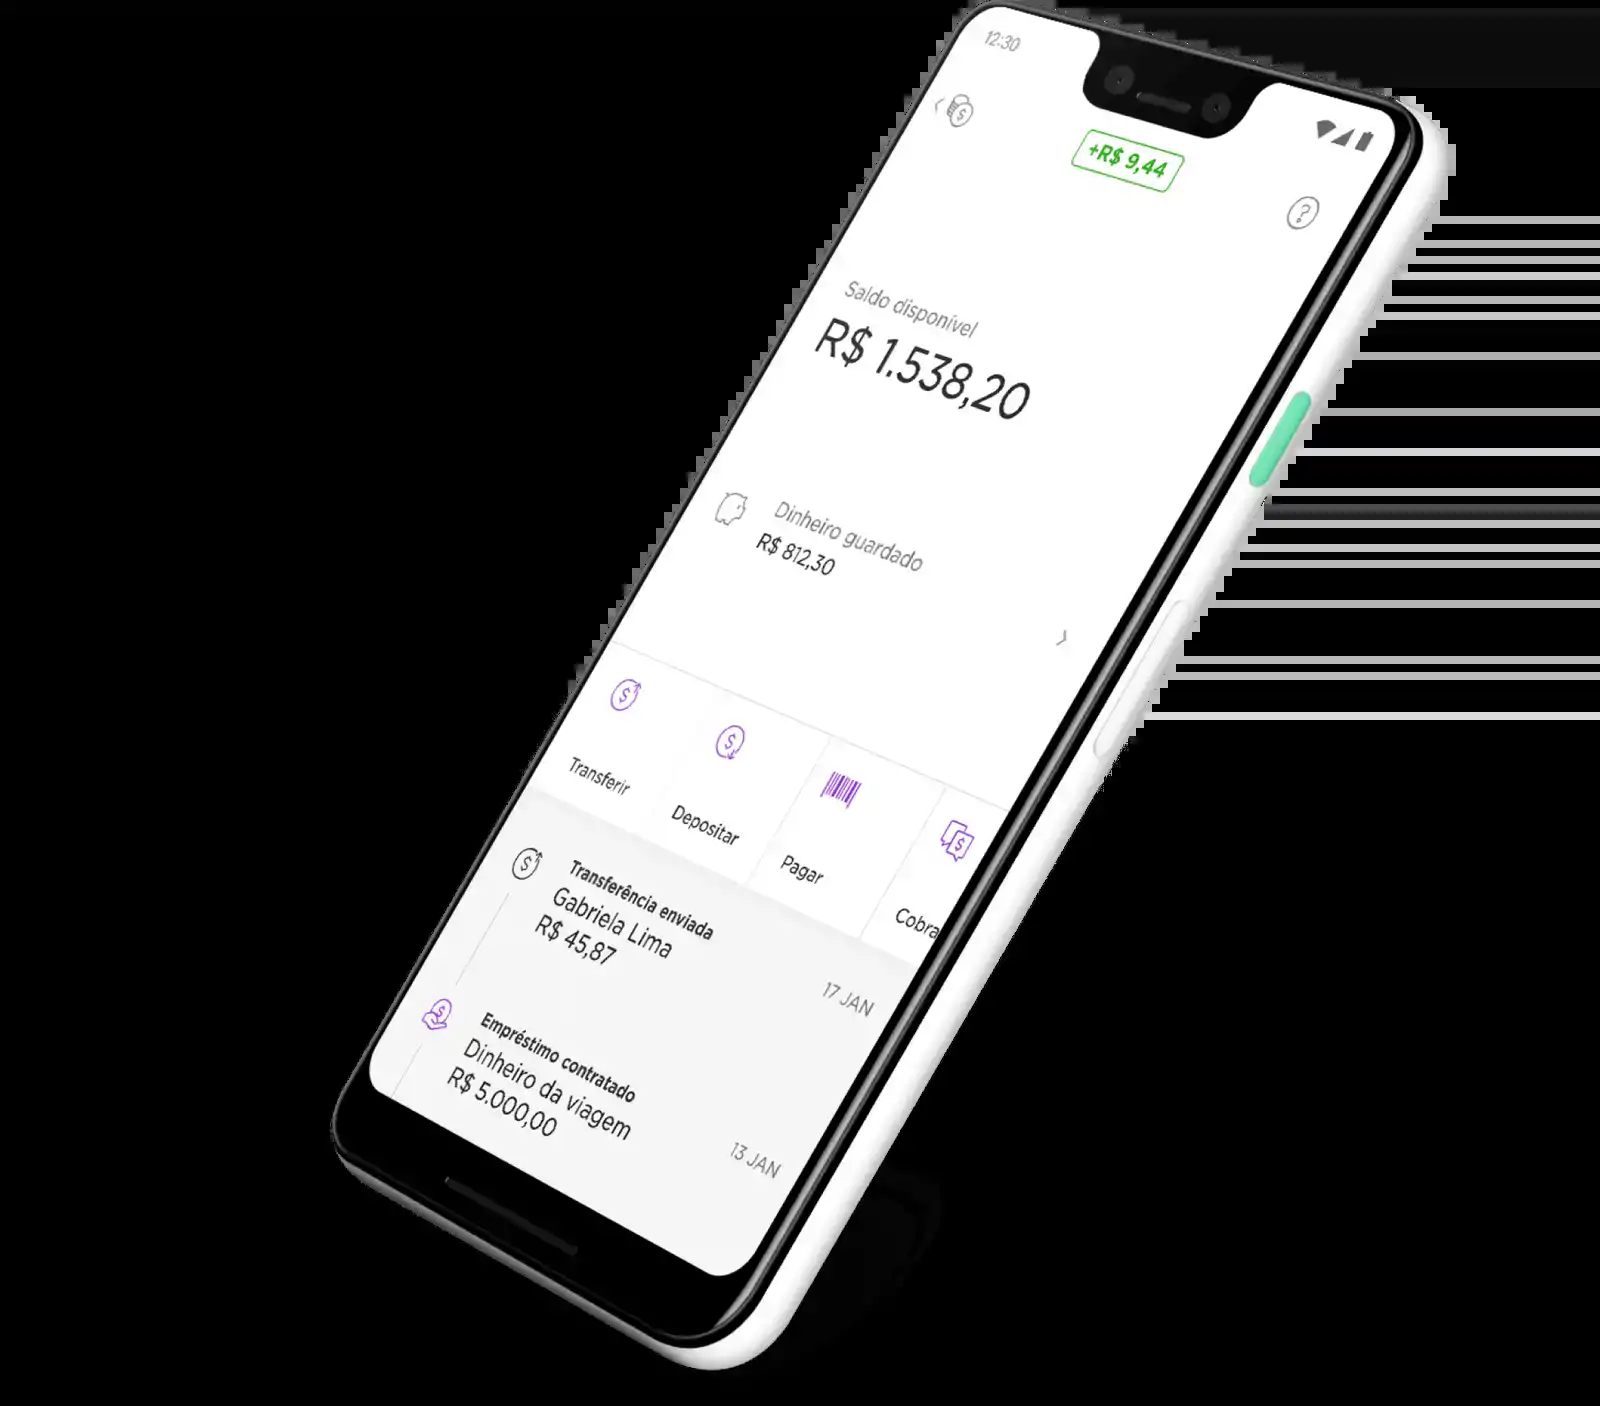 12:30
+R$ 9,44
Saldo disponível
R$ 1.538,20
Dinheiro guardado
R$ 812,30
Transferir
Depositar
Pagar
Cobra
Transferência enviada
Gabriela Lima
R$ 45,87
17 JAN
Empréstimo contratado
Dinheiro da viagem
R$ 5.000,00
13 JAN